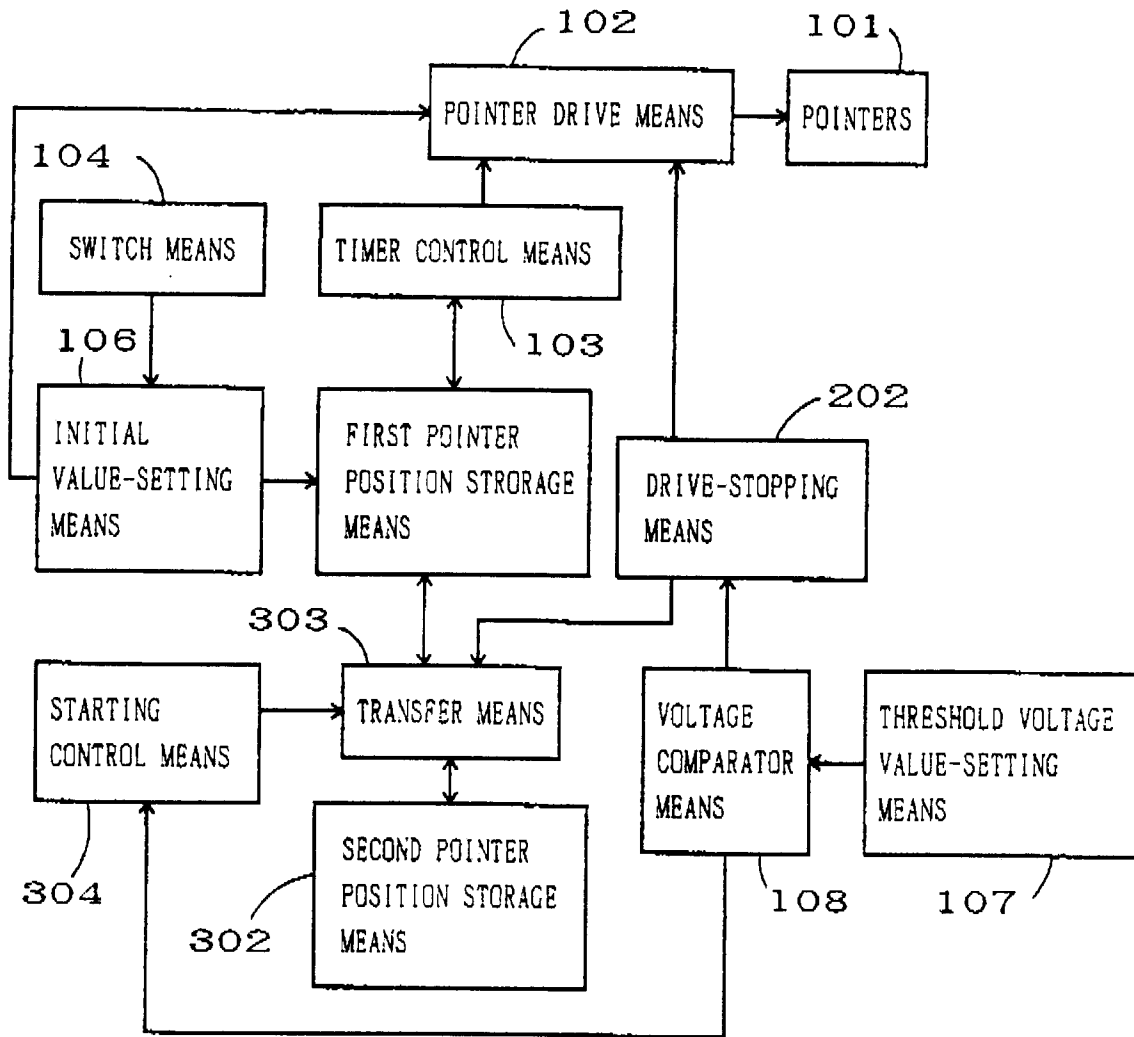 102
101
POINTER DRIVE MEANS
POINTERS
104
SWITCH MEANS
TIMER CONTROL MEANS
103
106
INITIAL
VALUE-SETTING
MEANS
FIRST POINTER
POSITION STRORAGE
MEANS
202
DRIVE-STOPPING
MEANS
303
STARTING
CONTROL MEANS
TRANSFER MEANS
VOLTAGE
COMPARATOR
MEANS
THRESHOLD VOLTAGE
VALUE-SETTING
MEANS
304
SECOND POINTER
POSITION STORAGE
MEANS
302
108
107